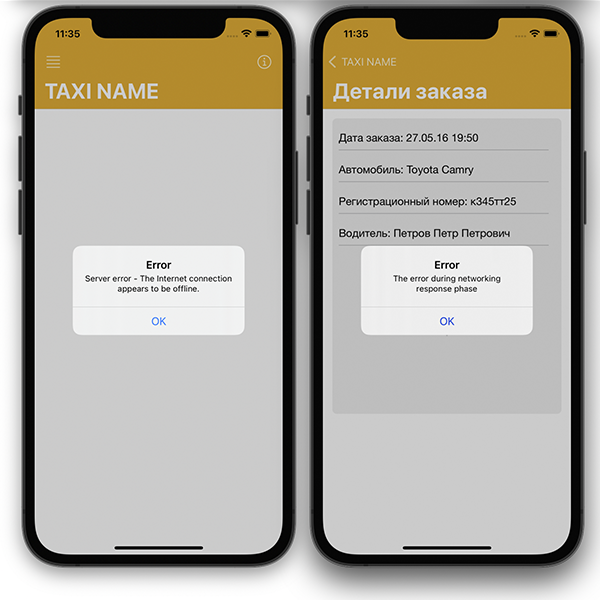 11:35
TAXI NAME
Error
Server error - The Internet connection
appears to be offline.
OK
11:35
TAXI NAME
Детали заказа
Дата заказа: 27.05.16 19:50
Автомобиль: Toyota Camry
Регистрационный номер: к345тт25
Водитель: Петров Петр Петрович
Error
The error during networking
response phase
OK